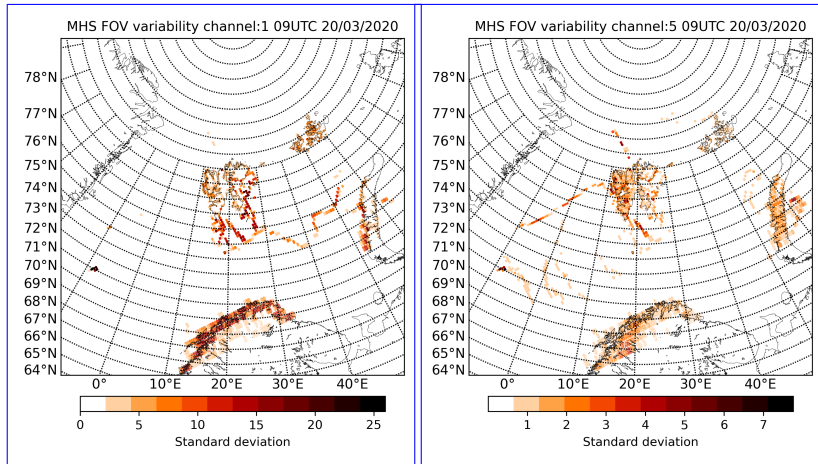 MHS FOV variability channel:1 09UTC 20/03/2020
78°N
77°N
76°N
75°N
74°N
73°N
72°N
71°N
70°N
69°N
68°N
67°N
66°N
65°N
64°N
0° 10° 20°E 30°E 40°E
0 5 10 15 20 25
Standard deviation
MHS FOV variability channel:5 09UTC 20/03/2020
78°N
77°N
76°N
75°N
74°N
73°N
72°N
71°N
70°N
69°N
68°N
67°N
66°N
65°N
64°N
0° 10° 20°E 30°E 40°E
1 2 3 4 5 6 7
Standard deviation